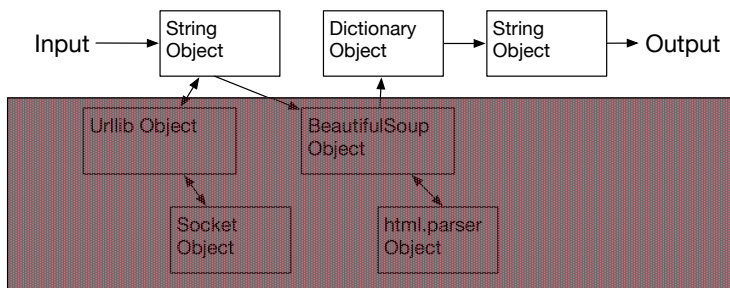 Input
String
Object
Dictionary
Object
String
Object
Output
Urllib Object
BeautifulSoup
Object
Socket
Object
html.parser
Object